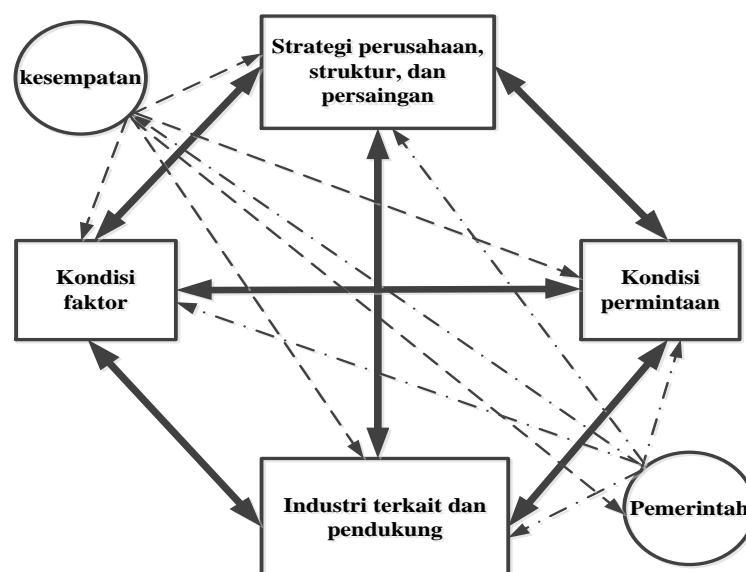 Strategi perusahaan,
struktur, dan
persaingan
kesempatan
Kondisi
faktor
Kondisi
permintaan
Industri terkait dan
pendukung
Pemerintah